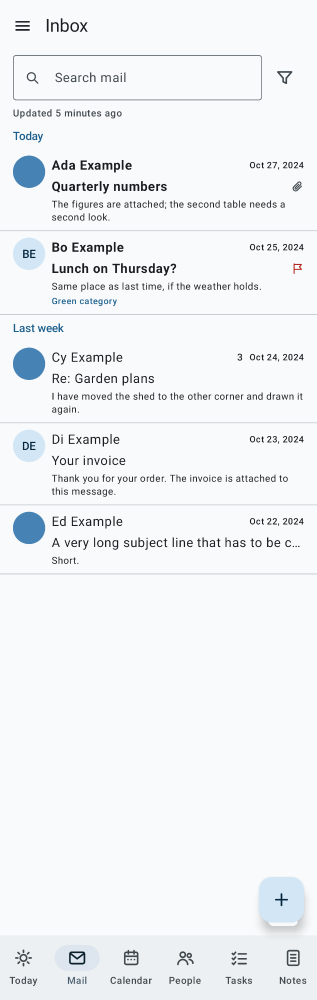 Inbox
Search mail
Updated 5 minutes ago
Today
Ada Example Oct 27, 2024
Quarterly numbers
The figures are attached; the second table needs a
second look.
BE Bo Example Oct 25, 2024
Lunch on Thursday?
Same place as last time, if the weather holds.
Green category
Last week
Cy Example 3 Oct 24, 2024
Re: Garden plans
I have moved the shed to the other corner and drawn it
again.
DE Di Example Oct 23, 2024
Your invoice
Thank you for your order. The invoice is attached to
this message.
Ed Example Oct 22, 2024
A very long subject line that has to be c...
Short.
Today Mail Calendar People Tasks Notes